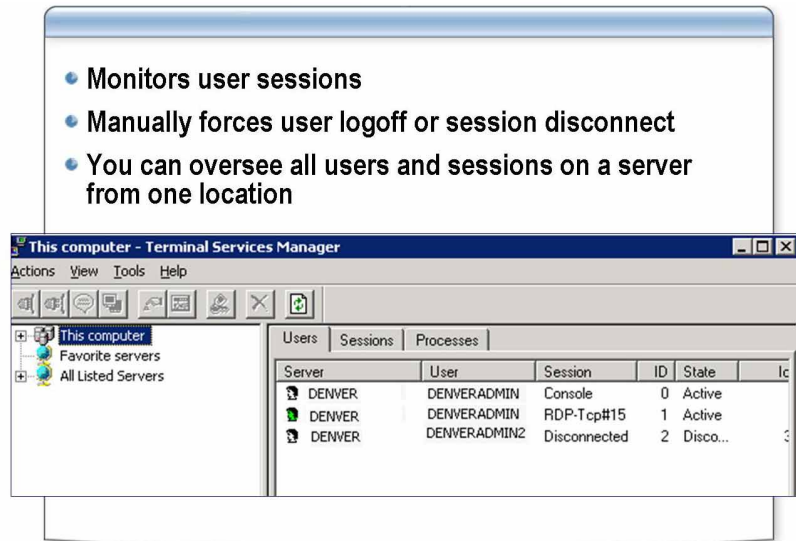 Monitors user sessions
Manually forces user logoff or session disconnect
You can oversee all users and sessions on a server
from one location
This computer - Terminal Services Manager
Actions View Tools Help
This computer
Favorite servers
All Listed Servers
Users Sessions Processes
Server User Session ID State
DENVER DENVERADMIN Console 0 Active
DENVER DENVERADMIN RDP-Tcp#15 1 Active
DENVER DENVERADMIN2 Disconnected 2 Disco...